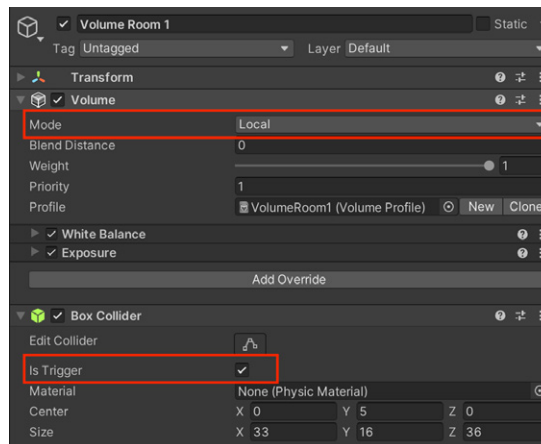 Volume Room 1 Static
Tag Untagged Layer Default
Transform
Volume
Mode Local
Blend Distance 0
Weight 1
Priority 1
Profile VolumeRoom1 (Volume Profile) New Clone
White Balance
Exposure
Add Override
Box Collider
Edit Collider
Is Trigger
Material None (Physic Material)
Center X 0 Y 5 Z 0
Size X 33 Y 16 Z 36